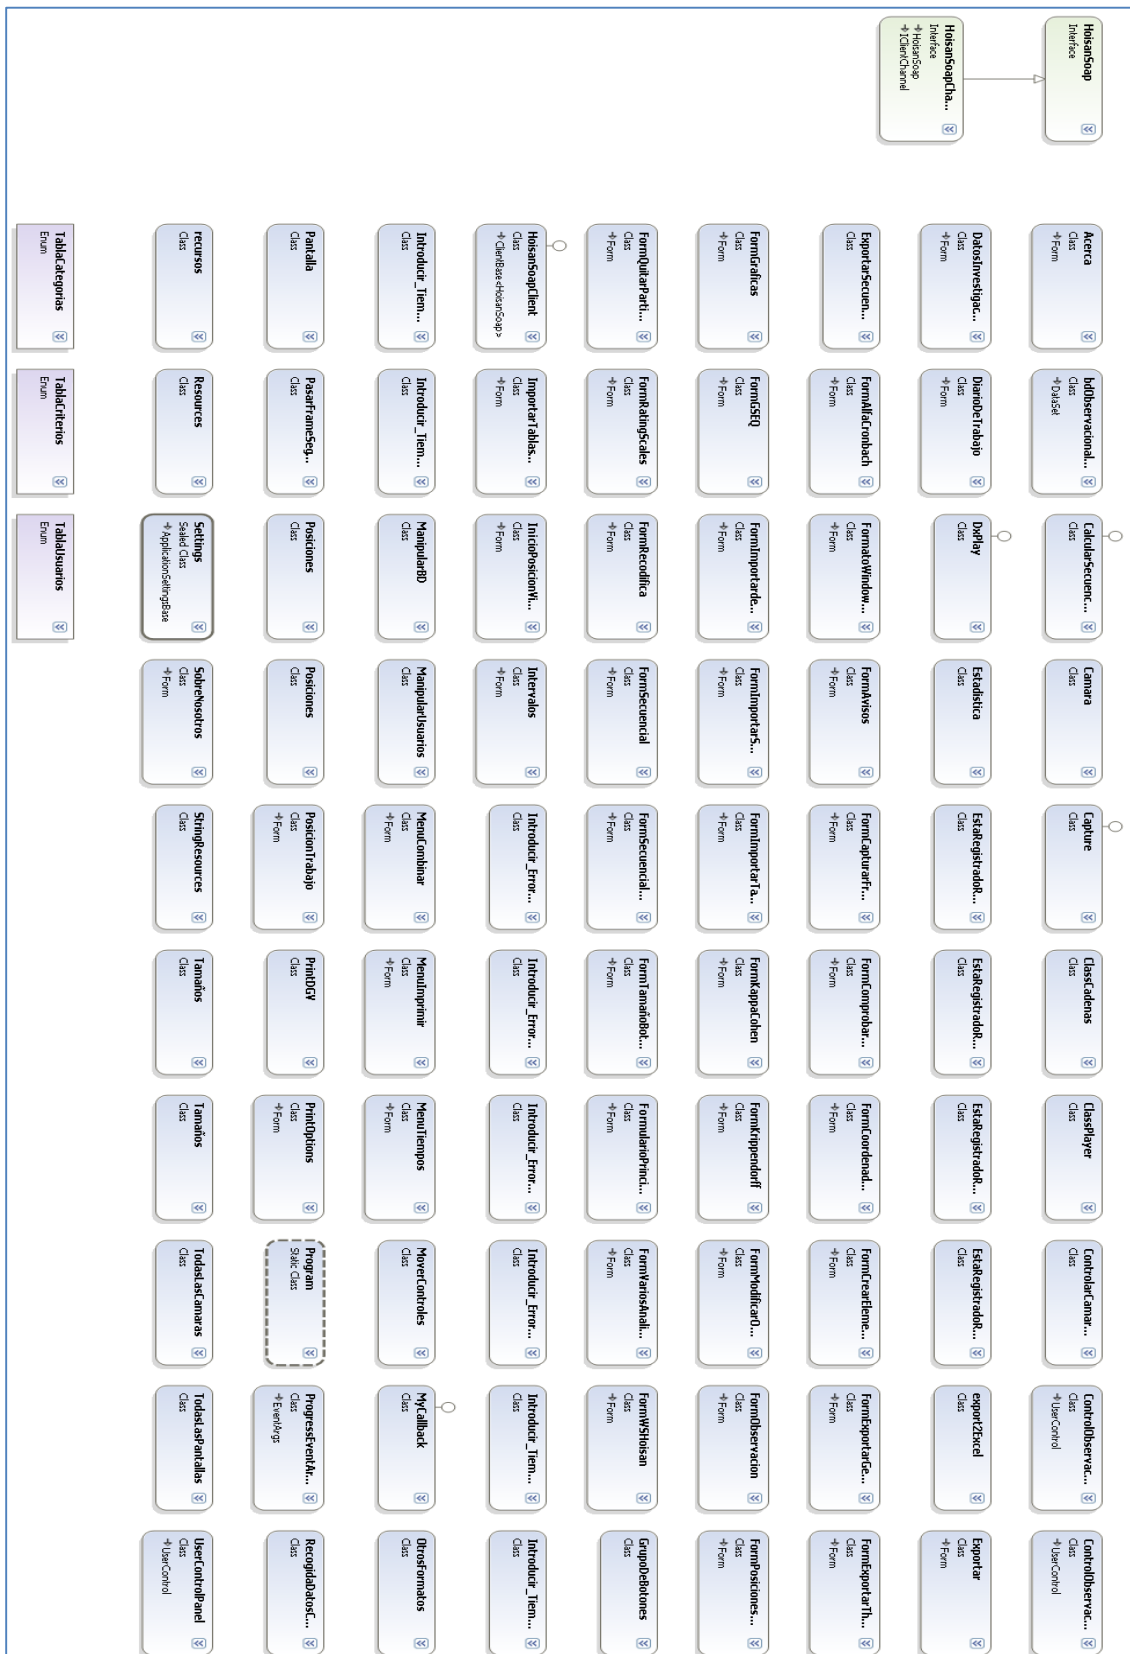 HoisanSoap
Interface
HoisanSoapCha...
Interface
HoisanSoap
IClientChannel
Acerca
Class
Form
bdObservacional...
Class
DataSet
CalcularSecuenc...
Class
Camara
Class
Capture
Class
ClassCadenas
Class
ClassPlayer
Class
ControlarCamar...
Class
ControlObservac...
Class
UserControl
ControlObservac...
Class
UserControl
DatosInvestigac...
Class
Form
DiarioDeTrabajo
Class
Form
DxPlay
Class
Estadistica
Class
EstaRegistradoR...
Class
EstaRegistradoR...
Class
EstaRegistradoR...
Class
EstaRegistradoR...
Class
export2Excel
Class
Exportar
Class
Form
ExportarSecuen...
Class
Form
FormAlfaCronbach
Class
Form
FormatoWindow...
Class
Form
FormAvisos
Class
Form
FormCapturarFr...
Class
Form
FormComprobar...
Class
Form
FormCoordenad...
Class
Form
FormCrearEleme...
Class
Form
FormExportarGe...
Class
Form
FormExportarTh...
Class
Form
FormGraficas
Class
Form
FormGSEQ
Class
Form
FormImportarde...
Class
Form
FormImportarS...
Class
Form
FormImportarTa...
Class
Form
FormKappaCohen
Class
Form
FormKrippendorff
Class
Form
FormModificarO...
Class
Form
FormObservacion
Class
Form
FormPosiciones...
Class
Form
FormQuitarParti...
Class
Form
FormRatingScales
Class
Form
FormRecodifica
Class
Form
FormSecuencial
Class
Form
FormSecuencial...
Class
Form
FormTamañoBot...
Class
Form
FormularioPrinci...
Class
Form
FormVariosAnali...
Class
Form
FormWSHoisan
Class
Form
GrupoDeBotones
Class
HoisanSoapClient
Class
ClientBase<HoisanSoap>
ImportarTablas...
Class
Form
InicioPosicionVi...
Class
Form
Intervalos
Class
Form
Introducir_Error...
Class
Introducir_Error...
Class
Introducir_Error...
Class
Introducir_Error...
Class
Introducir_Tiem...
Class
Introducir_Tiem...
Class
Introducir_Tiem...
Class
Introducir_Tiem...
Class
ManipularBD
Class
ManipularUsuarios
Class
MenuCombinar
Class
Form
MenuImprimir
Class
Form
MenuTiempos
Class
Form
MoverControles
Class
MyCallback
Class
OtrosFormatos
Class
Pantalla
Class
PasarFrameSeg...
Class
Posiciones
Class
Posiciones
Class
PosicionTrabajo
Class
Form
PrintDGV
Class
PrintOptions
Class
Form
Program
Static Class
ProgressEventAr...
Class
EventArgs
RecogidaDatosC...
Class
recursos
Class
Resources
Class
Settings
Sealed Class
ApplicationSettingsBase
SobreNosotros
Class
Form
StringResources
Class
Tamaños
Class
Tamaños
Class
TodasLasCamaras
Class
TodasLasPantallas
Class
UserControlPanel
Class
UserControl
TablaCategorias
Enum
TablaCriterios
Enum
TablaUsuarios
Enum